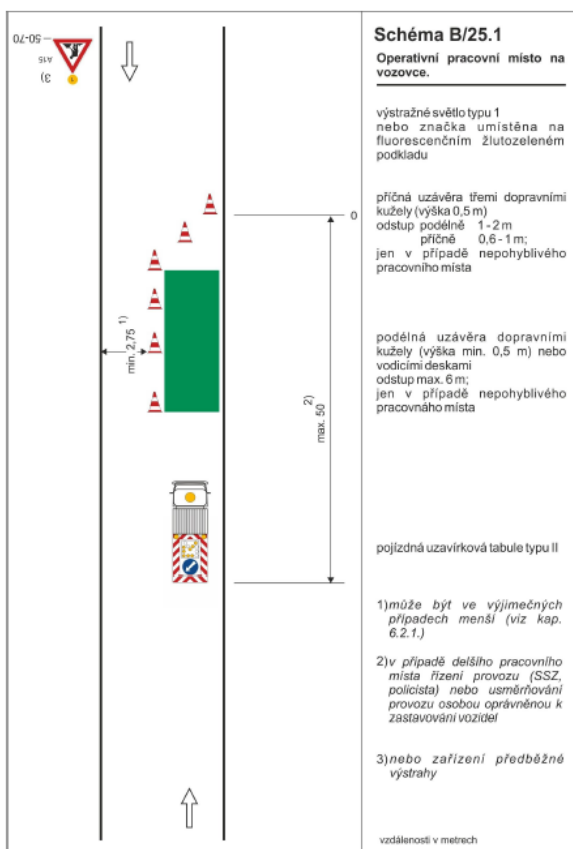 50-70
A15
3)
1
min. 2,75 1)
max. 50 2)
0
Schéma B/25.1
Operativní pracovní místo na
vozovce.
výstražné světlo typu 1
nebo značka umístěna na
fluorescenčním žlutozeleném
podkladu
příčná uzávěra třemi dopravními
kužely (výška 0,5 m)
odstup podélně 1 - 2 m
příčně 0,6 - 1 m;
jen v případě nepohyblivého
pracovního místa
podélná uzávěra dopravními
kužely (výška min. 0,5 m) nebo
vodicími deskami
odstup max. 6 m;
jen v případě nepohyblivého
pracovnáho místa
pojízdná uzavírková tabule typu II
1) může být ve výjimečných
případech menší (viz kap.
6.2.1.)
2) v případě delšího pracovního
místa řízení provozu (SSZ,
policista) nebo usměrňování
provozu osobou oprávněnou k
zastavování vozidel
3) nebo zařízení předběžné
výstrahy
vzdálenosti v metrech